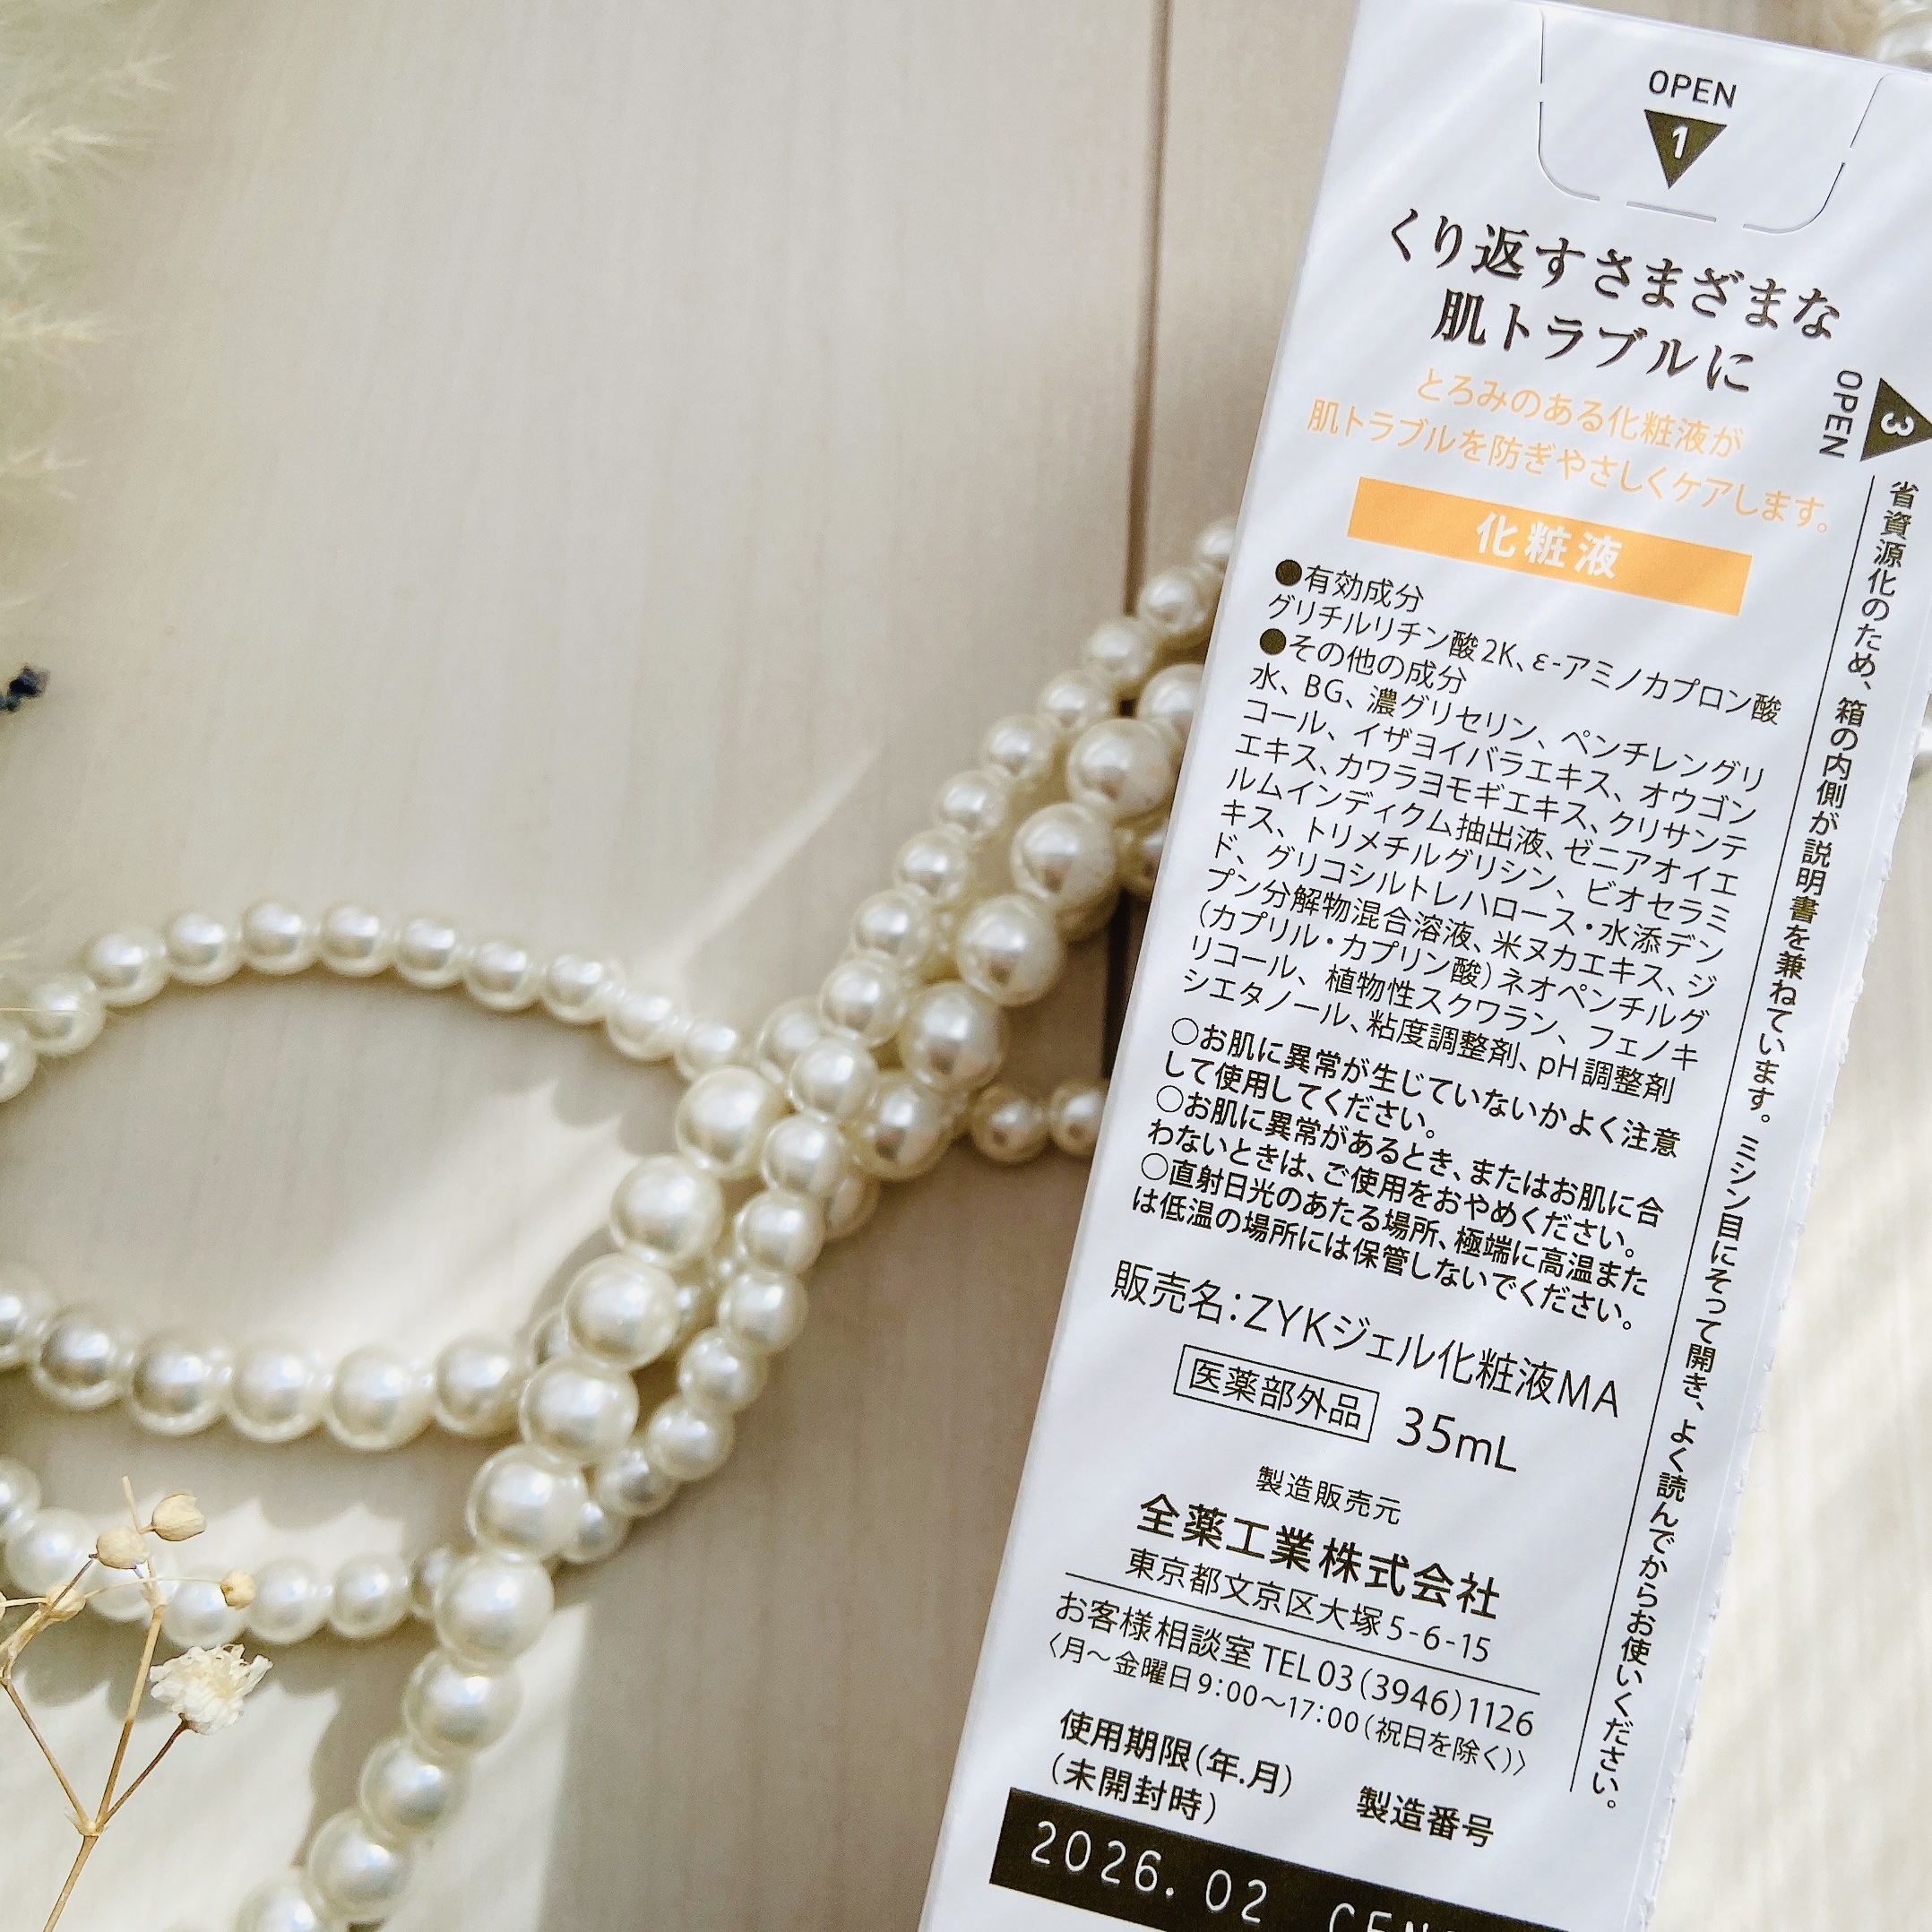 OPEN
1
くり返すさまざまな
肌トラブルに
とろみのある化粧液が
肌トラブルを防ぎやさしくケアします。
化粧液
●有効成分
グリチルリチン酸2K、ε-アミノカプロン酸
●その他の成分
水、BG、濃グリセリン、ペンチレングリ
コール、イザヨイバラエキス、オウゴン
エキス、カワラヨモギエキス、クリサンテ
ルムインディクム抽出液、ゼニアオイエ
キス、トリメチルグリシン、ビオセラミ
ド、グリコシルトレハロース・水添デン
プン分解物混合溶液、米ヌカエキス、ジ
(カプリル・カプリン酸)ネオペンチルグ
リコール、植物性スクワラン、フェノキ
シエタノール、粘度調整剤、pH調整剤
○お肌に異常が生じていないかよく注意
して使用してください。
○お肌に異常があるとき、またはお肌に合
わないときは、ご使用をおやめください。
○直射日光のあたる場所、極端に高温また
は低温の場所には保管しないでください。
販売名:ZYKジェル化粧液MA
医薬部外品 35mL
製造販売元
全薬工業株式会社
東京都文京区大塚5-6-15
お客様相談室 TEL03(3946)1126
〈月〜金曜日9:00〜17:00(祝日を除く)〉
使用期限(年.月)
(未開封時)
製造番号
2026.02
3
OPEN
省資源化のため、箱の内側が説明書を兼ねています。ミシン目にそって開き、よく読んでからお使いください。